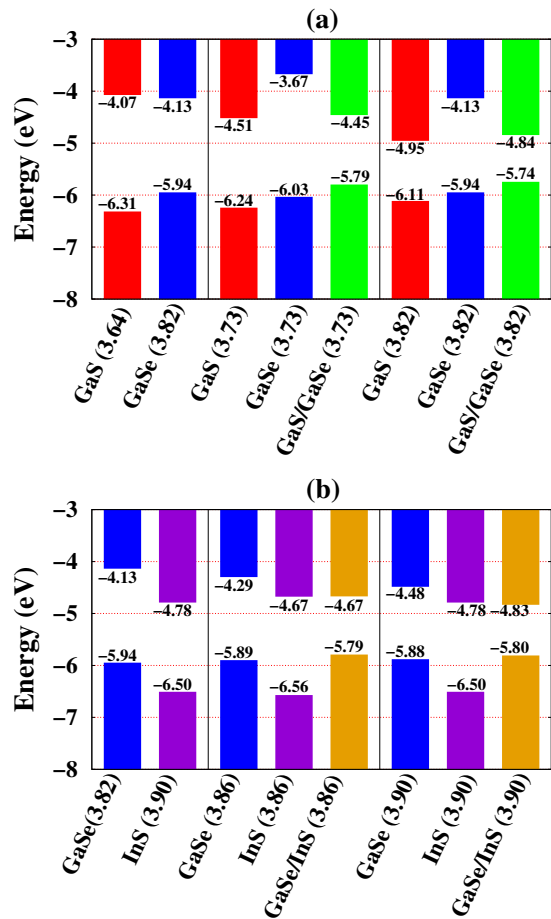 (a)
Energy (eV)
−3
−4
−5
−6
−7
−8
−4.07
−4.13
−4.51
−3.67
−4.45
−4.95
−4.13
−4.84
−6.31
−5.94
−6.24
−6.03
−5.79
−6.11
−5.94
−5.74
GaS (3.64)
GaSe (3.82)
GaS (3.73)
GaSe (3.73)
GaS/GaSe (3.73)
GaS (3.82)
GaSe (3.82)
GaS/GaSe (3.82)
(b)
Energy (eV)
−3
−4
−5
−6
−7
−8
−4.13
−4.78
−4.29
−4.67
−4.67
−4.48
−4.78
−4.83
−5.94
−6.50
−5.89
−6.56
−5.79
−5.88
−6.50
−5.80
GaSe(3.82)
InS (3.90)
GaSe (3.86)
InS (3.86)
GaSe/InS (3.86)
GaSe (3.90)
InS (3.90)
GaSe/InS (3.90)